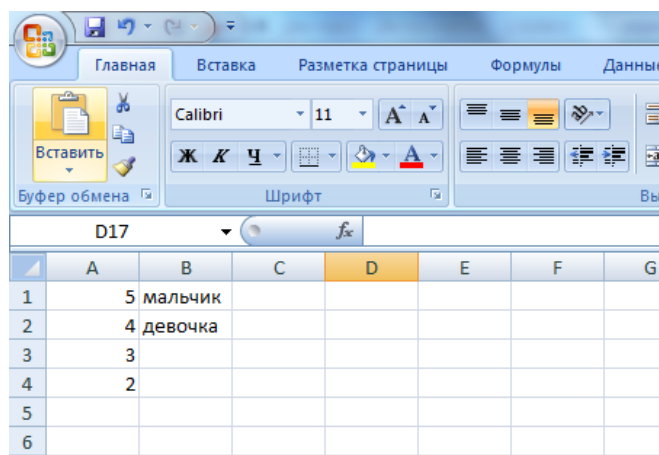 Главная Вставка Разметка страницы Формулы Данные
Вставить
Calibri 11 А А
Ж К Ч А
Буфер обмена Шрифт Вы
D17 fx
A B C D E F G
1 5 мальчик
2 4 девочка
3 3
4 2
5
6